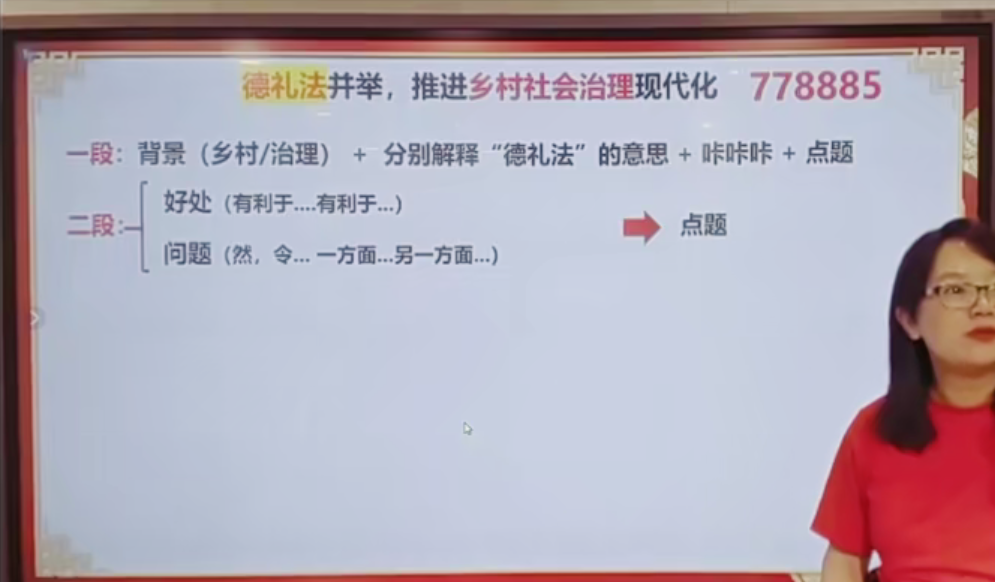 德礼法并举，推进乡村社会治理现代化 778885
一段：背景（乡村/治理） + 分别解释“德礼法”的意思 + 咔咔咔 + 点题
二段：
好处（有利于....有利于...）
问题（然，令... 一方面...另一方面...）
点题